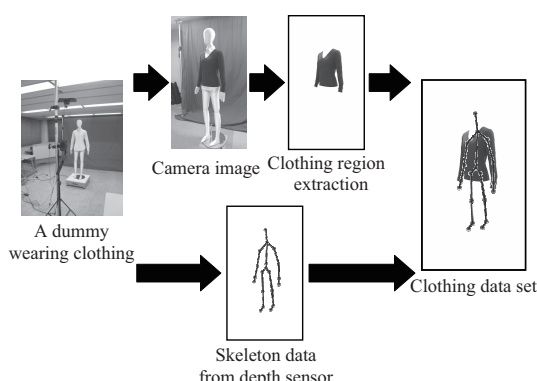 Camera image
Clothing region
extraction
A dummy
wearing clothing
Clothing data set
Skeleton data
from depth sensor